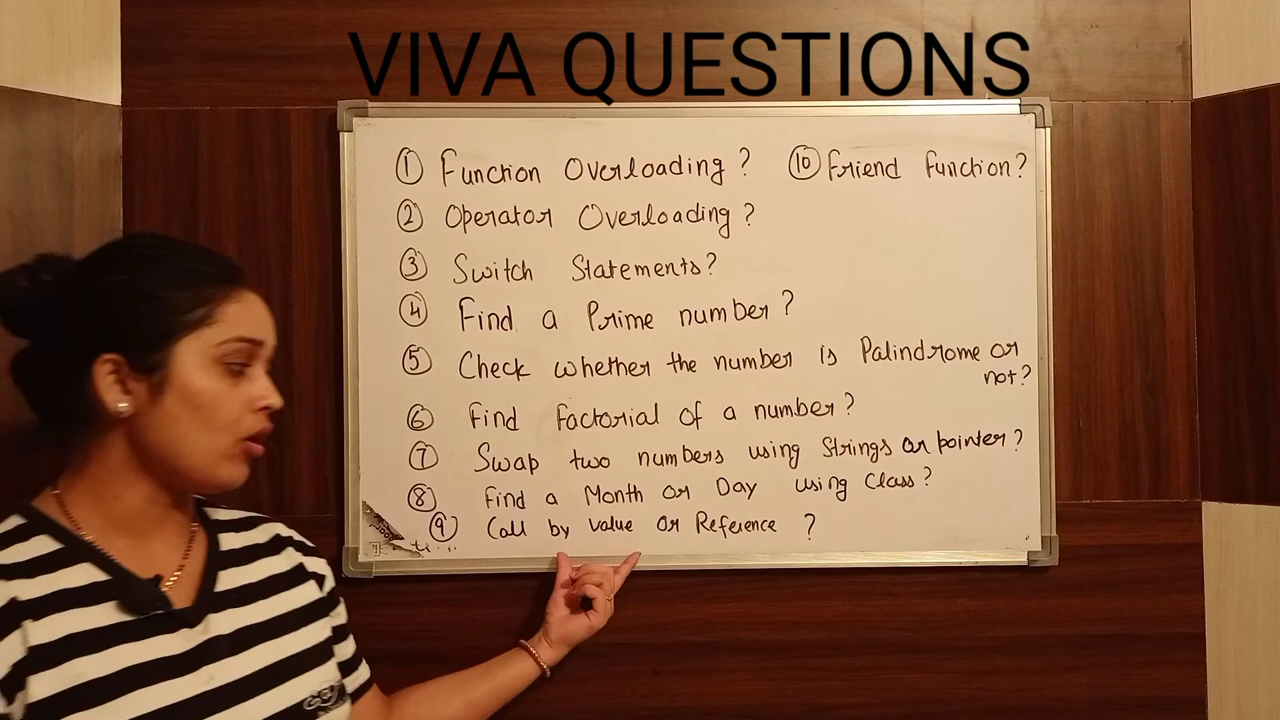 VIVA QUESTIONS
① Function Overloading? ⑩ Friend Function?
② Operator Overloading?
③ Switch Statements?
④ Find a Prime number?
⑤ Check whether the number is Palindrome or
not?
⑥ Find Factorial of a number?
⑦ Swap two numbers using Strings or pointer?
⑧ Find a Month or Day using Class?
⑨ Call by value or Reference ?